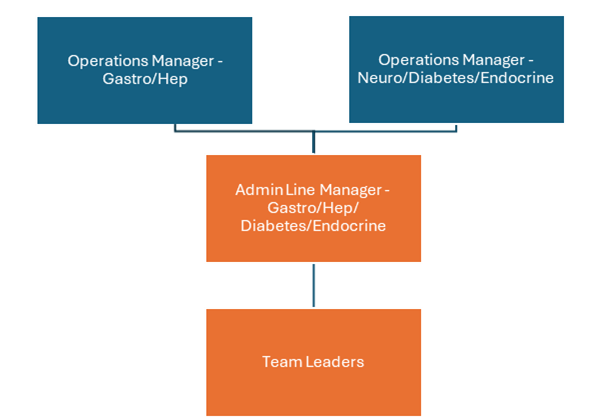 Operations Manager -
Gastro/Hep
Operations Manager -
Neuro/Diabetes/Endocrine
Admin Line Manager -
Gastro/Hep/
Diabetes/Endocrine
Team Leaders